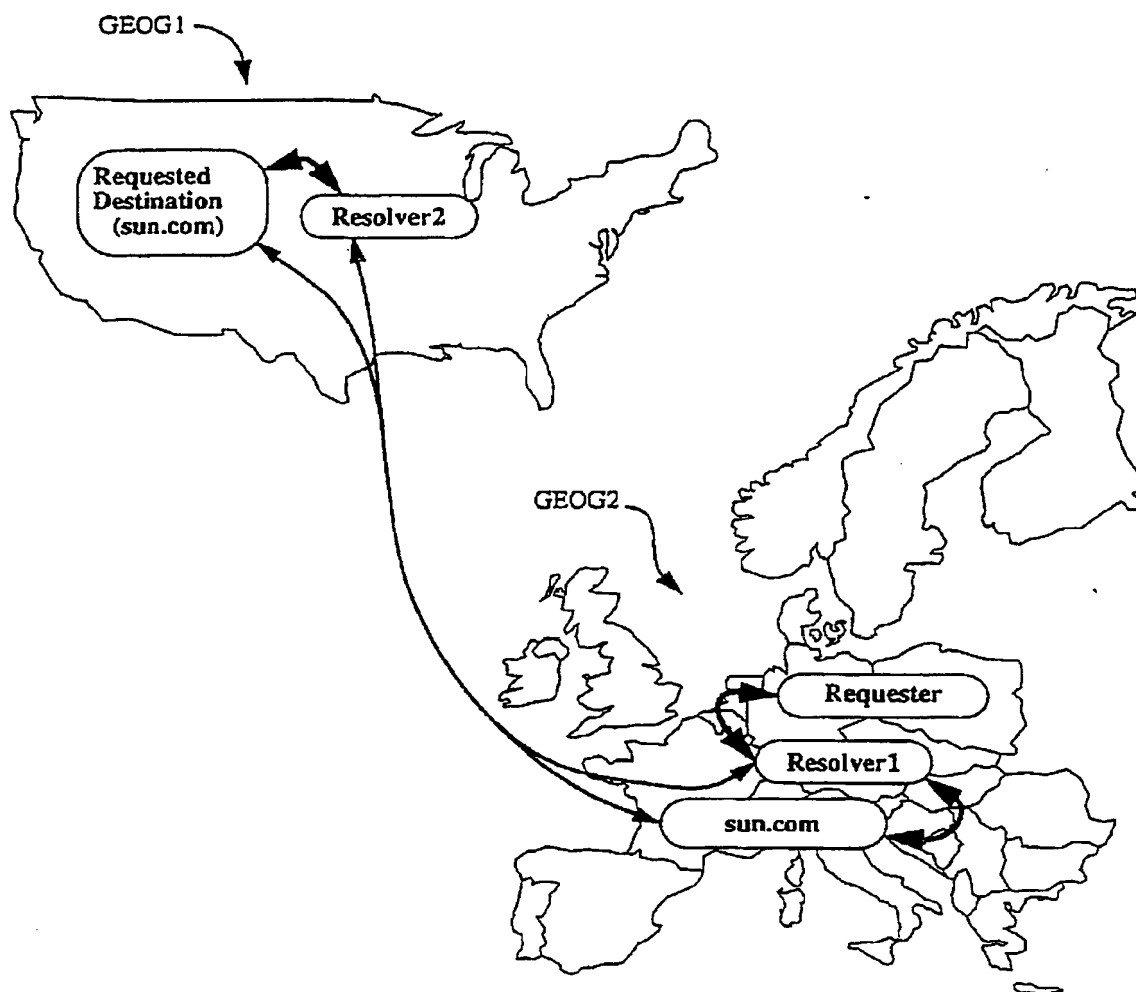 GEOG1
Requested
Destination
(sun.com)
Resolver2
GEOG2
Requester
Resolver1
sun.com